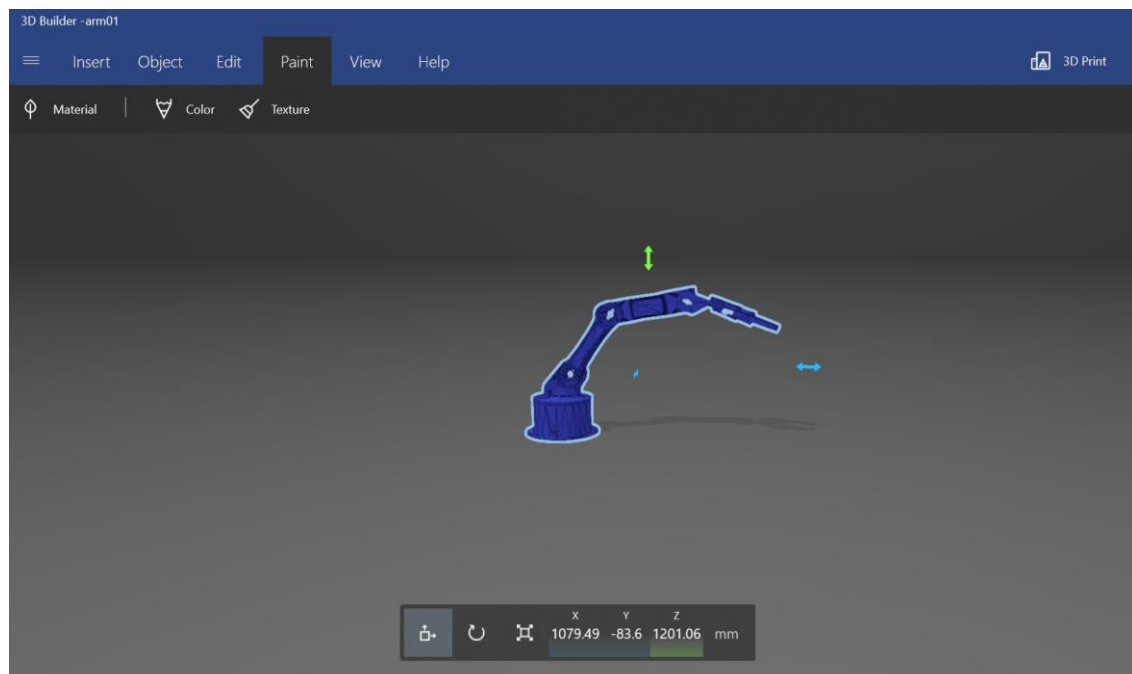 3D Builder - arm01
Insert Object Edit Paint View Help 3D Print
Material Color Texture
X Y Z
1079.49 -83.6 1201.06 mm